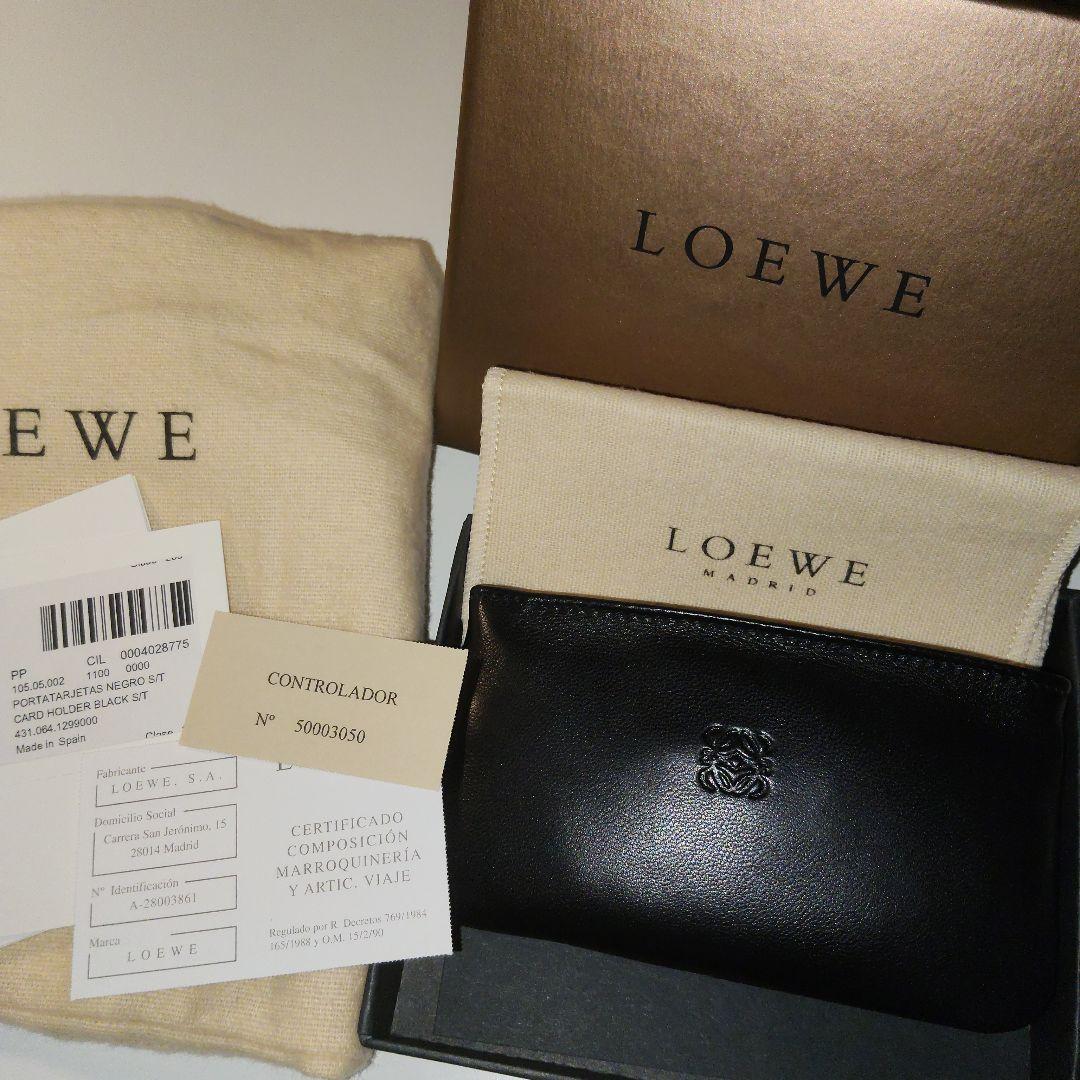 LOEWE
EWE
LOEWE
MADRID
PP
CIL 0004028775
105.05.002 1100 0000
PORTATARJETAS NEGRO S/T
CARD HOLDER BLACK S/T
431.064.1299000
Made in Spain
CONTROLADOR
Nº 50003050
Fabricante
LOEWE. S.A.
Domicilio Social
Carrera San Jerónimo, 15
28014 Madrid
Nº Identificación
A-28003861
Marca
LOEWE
CERTIFICADO
COMPOSICIÓN
MARROQUINERÍA
Y ARTIC. VIAJE
Regulado por R. Decretos 769/1984
165/1988 y O.M. 15/2/90